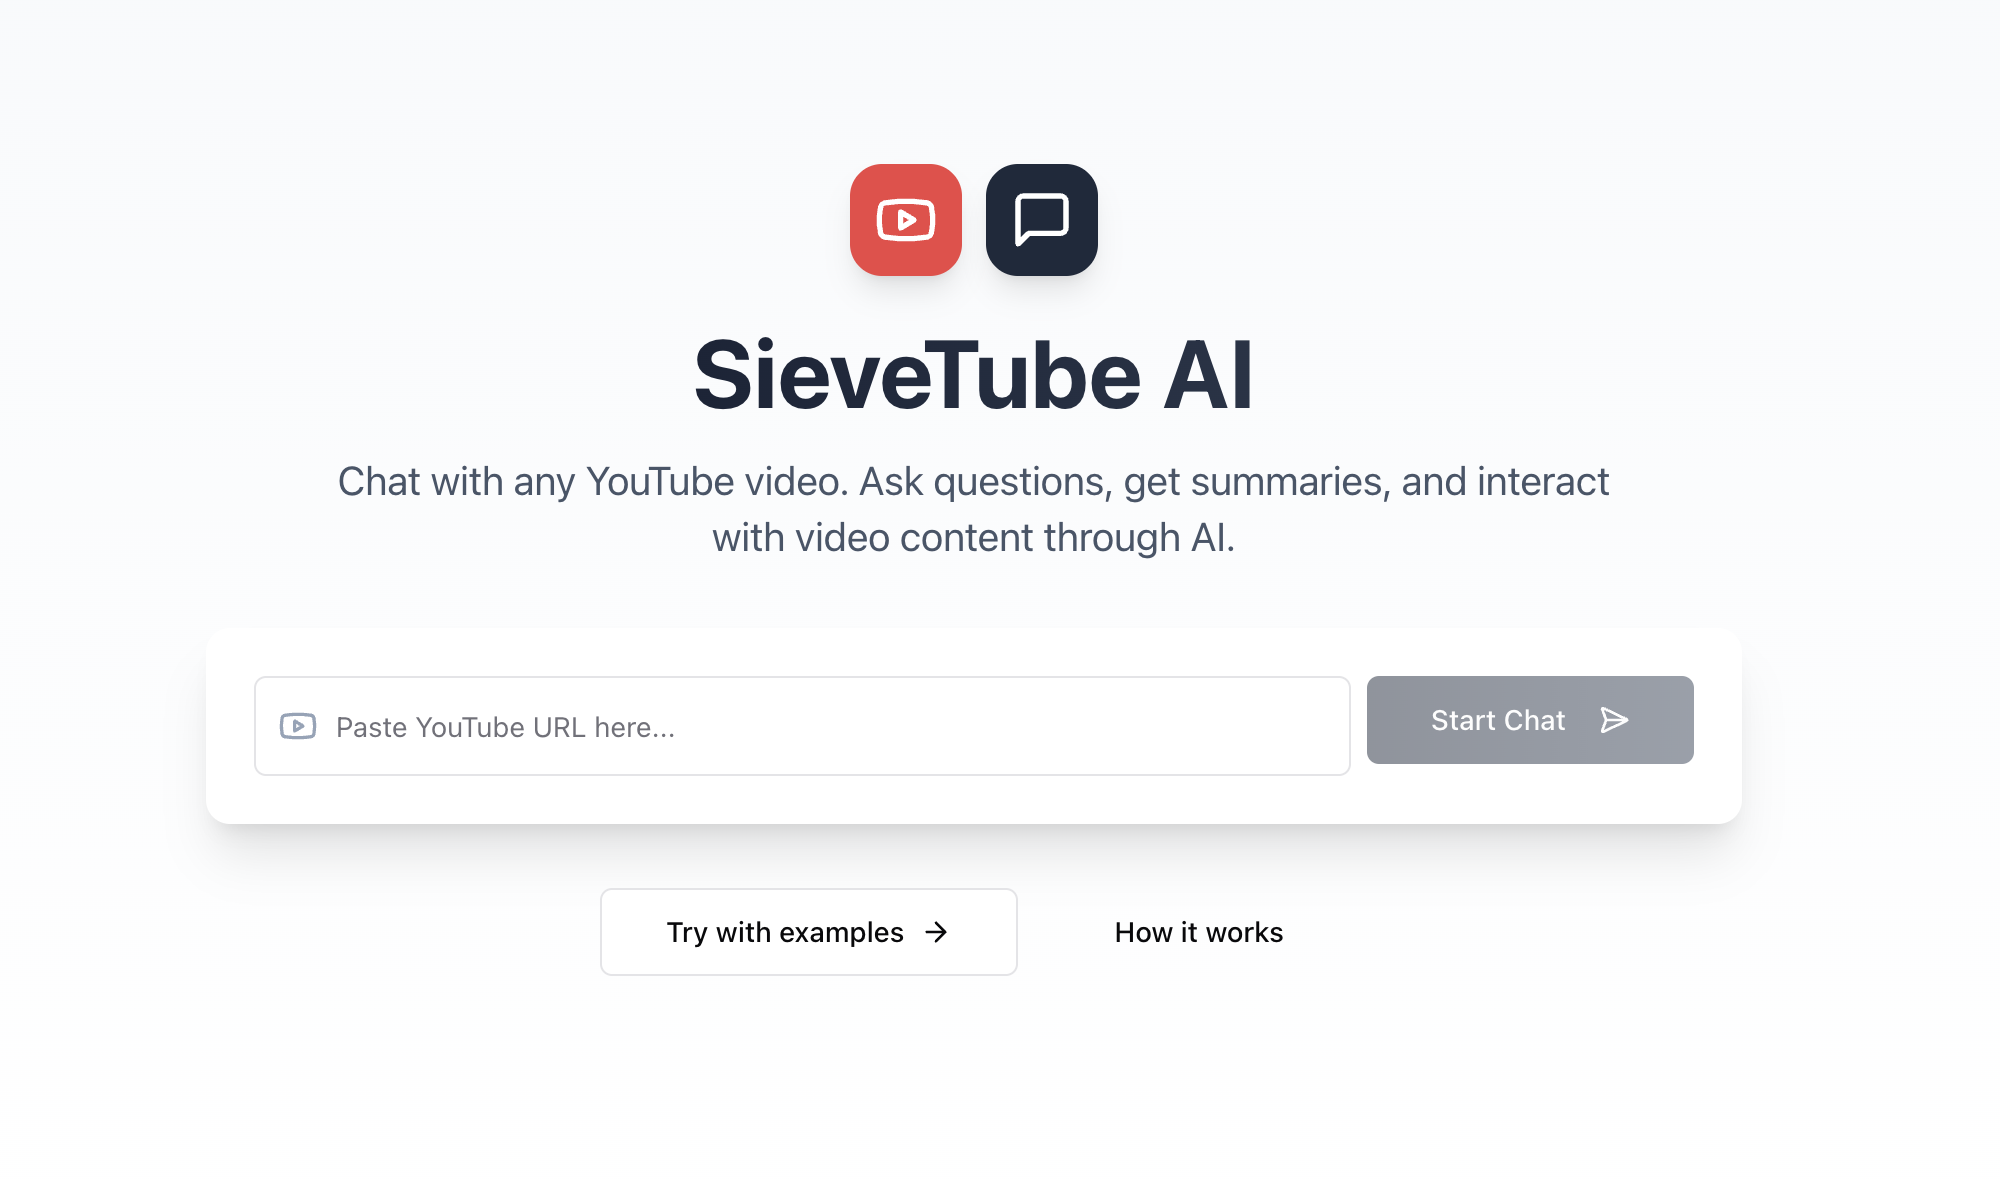 SieveTube AI
Chat with any YouTube video. Ask questions, get summaries, and interact
with video content through AI.
Paste YouTube URL here...
Start Chat
Try with examples
How it works